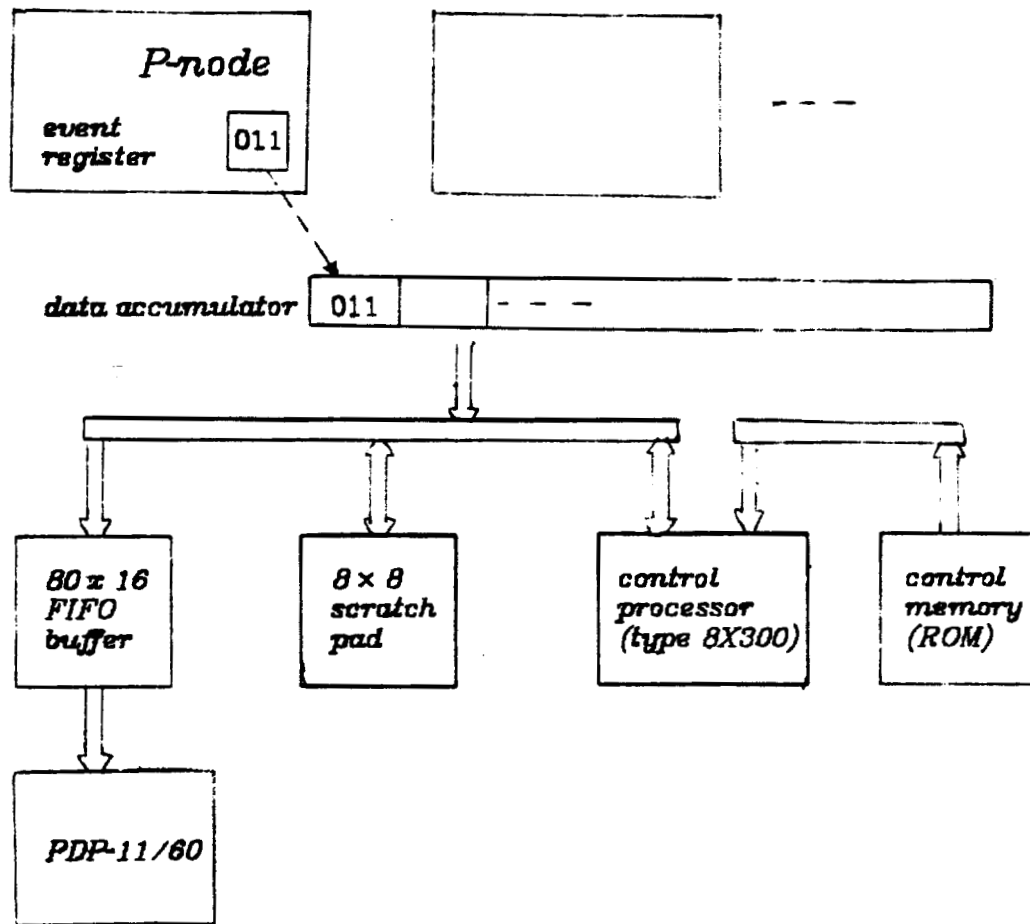 P-node
event
register
011
data accumulator
011
80 x 16
FIFO
buffer
8 × 8
scratch
pad
control
processor
(type 8X300)
control
memory
(ROM)
PDP-11/60